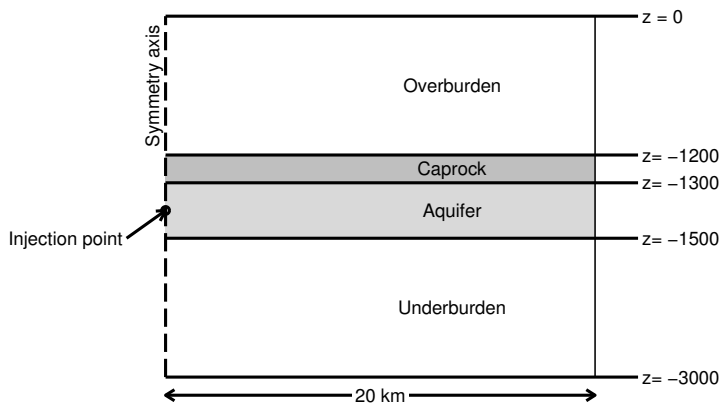 z = 0
Symmetry axis
Overburden
z= −1200
Caprock
z= −1300
Aquifer
Injection point
z= −1500
Underburden
z= −3000
20 km